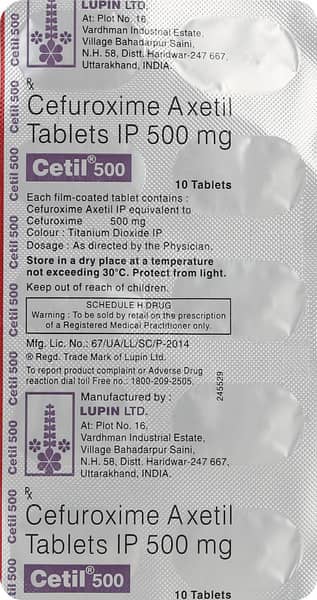 LUPIN LTD.
At: Plot No. 16,
Vardhman Industrial Estate,
Village Bahadarpur Saini,
N.H. 58, Distt. Haridwar-247 667,
Uttarakhand, INDIA.
Rx
Cefuroxime Axetil
Tablets IP 500 mg
Cetil® 500
10 Tablets
Each film-coated tablet contains :
Cefuroxime Axetil IP equivalent to
Cefuroxime 500 mg
Colour : Titanium Dioxide IP
Dosage : As directed by the Physician.
Store in a dry place at a temperature
not exceeding 30°C. Protect from light.
Keep out of reach of children.
SCHEDULE H DRUG
Warning : To be sold by retail on the prescription
of a Registered Medical Practitioner only.
Mfg. Lic. No.: 67/UA/LL/SC/P-2014
® Regd. Trade Mark of Lupin Ltd.
To report product complaint or Adverse Drug
reaction dial toll Free no.: 1800-209-2505.
245529
Manufactured by :
LUPIN LTD.
At: Plot No. 16,
Vardhman Industrial Estate,
Village Bahadarpur Saini,
N.H. 58, Distt. Haridwar-247 667,
Uttarakhand, INDIA.
Rx
Cefuroxime Axetil
Tablets IP 500 mg
Cetil® 500
10 Tablets
Cetil 500
Cetil 500
Cetil 500
Cetil 500
Cetil 500
Cetil 500
Cetil 500